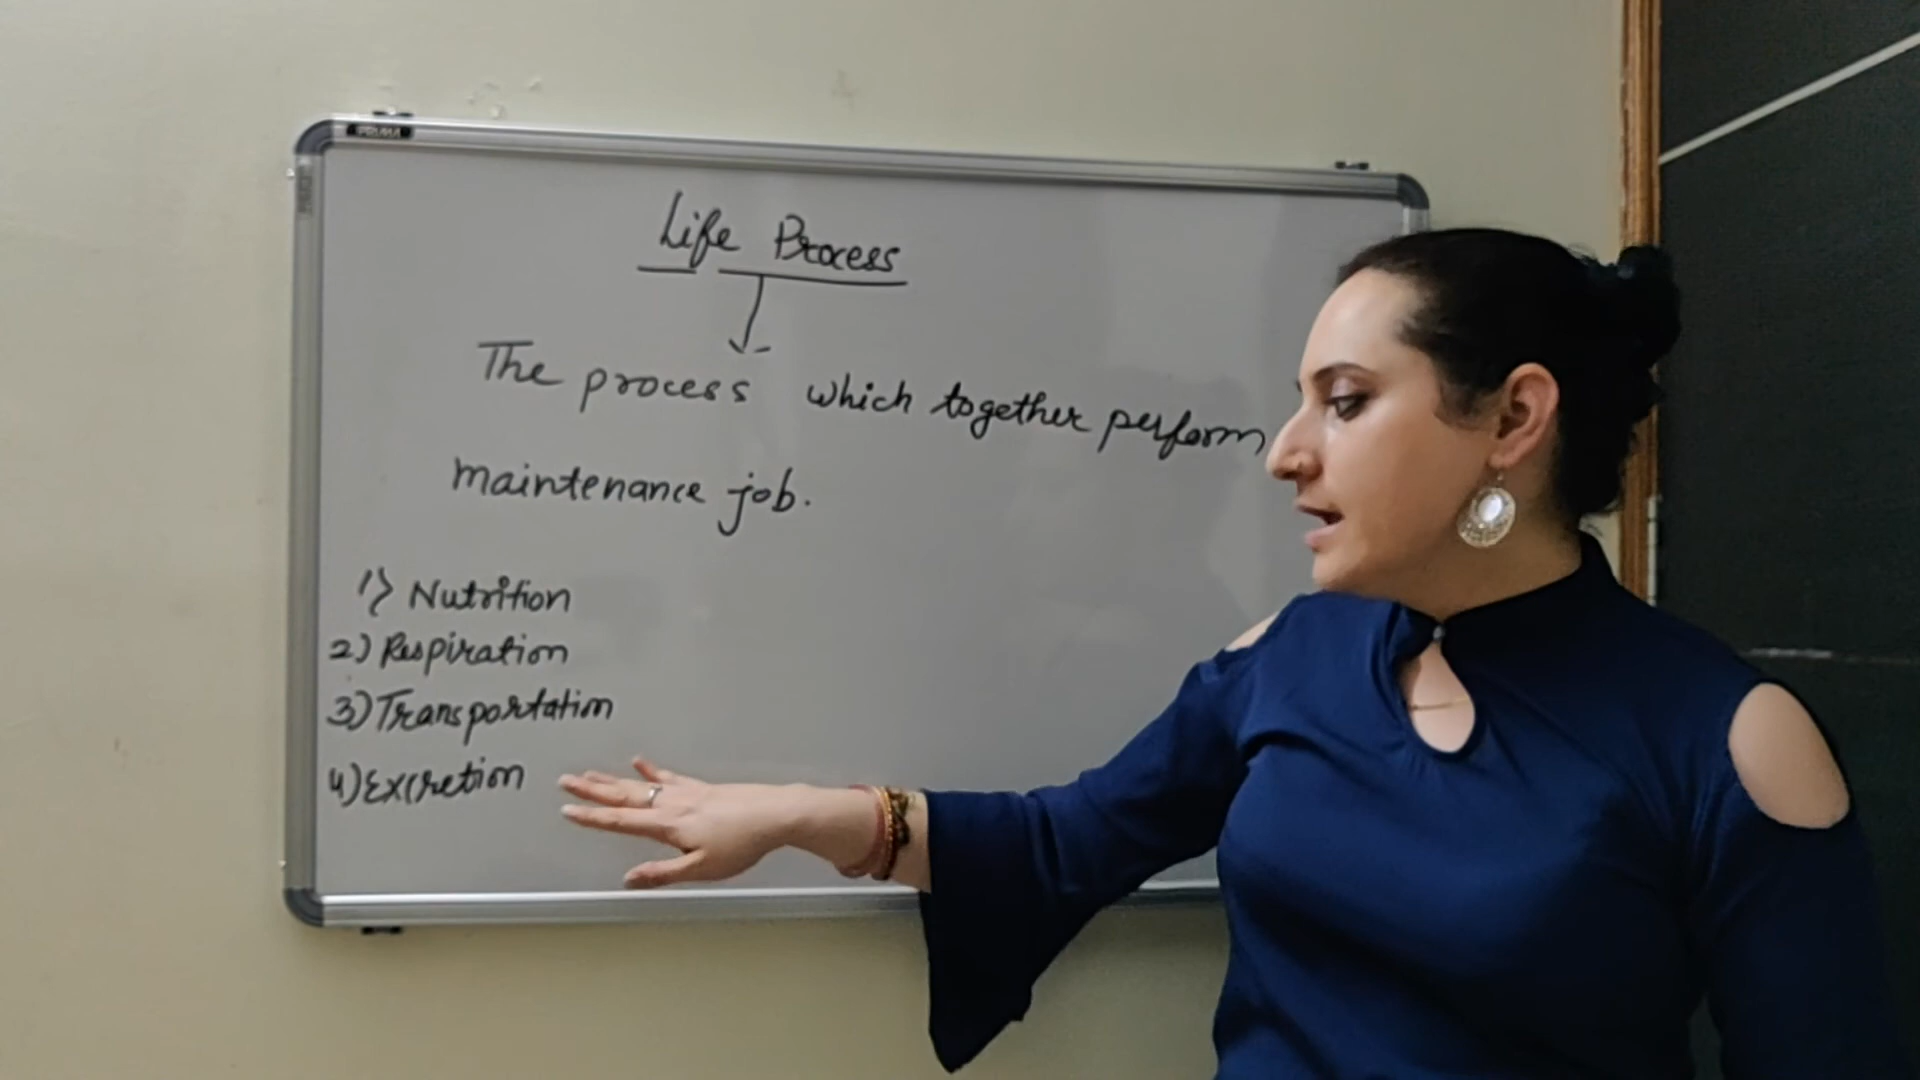 Life Process
The process which together perform
maintenance job.
1) Nutrition
2) Respiration
3) Transportation
4) Excretion